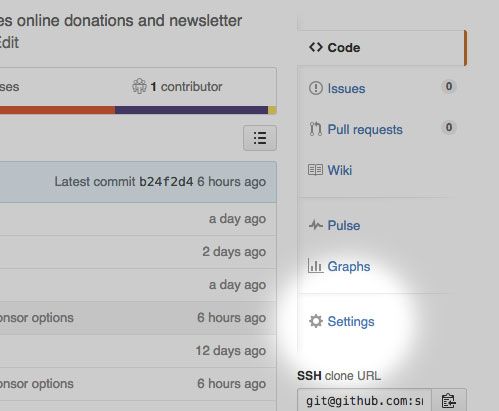 es online donations and newsletter
Edit
ses
1 contributor
Latest commit b24f2d4 6 hours ago
a day ago
2 days ago
a day ago
onsor options 6 hours ago
12 days ago
onsor options 6 hours ago
Code
Issues 0
Pull requests 0
Wiki
Pulse
Graphs
Settings
SSH clone URL
git@github.com:sn